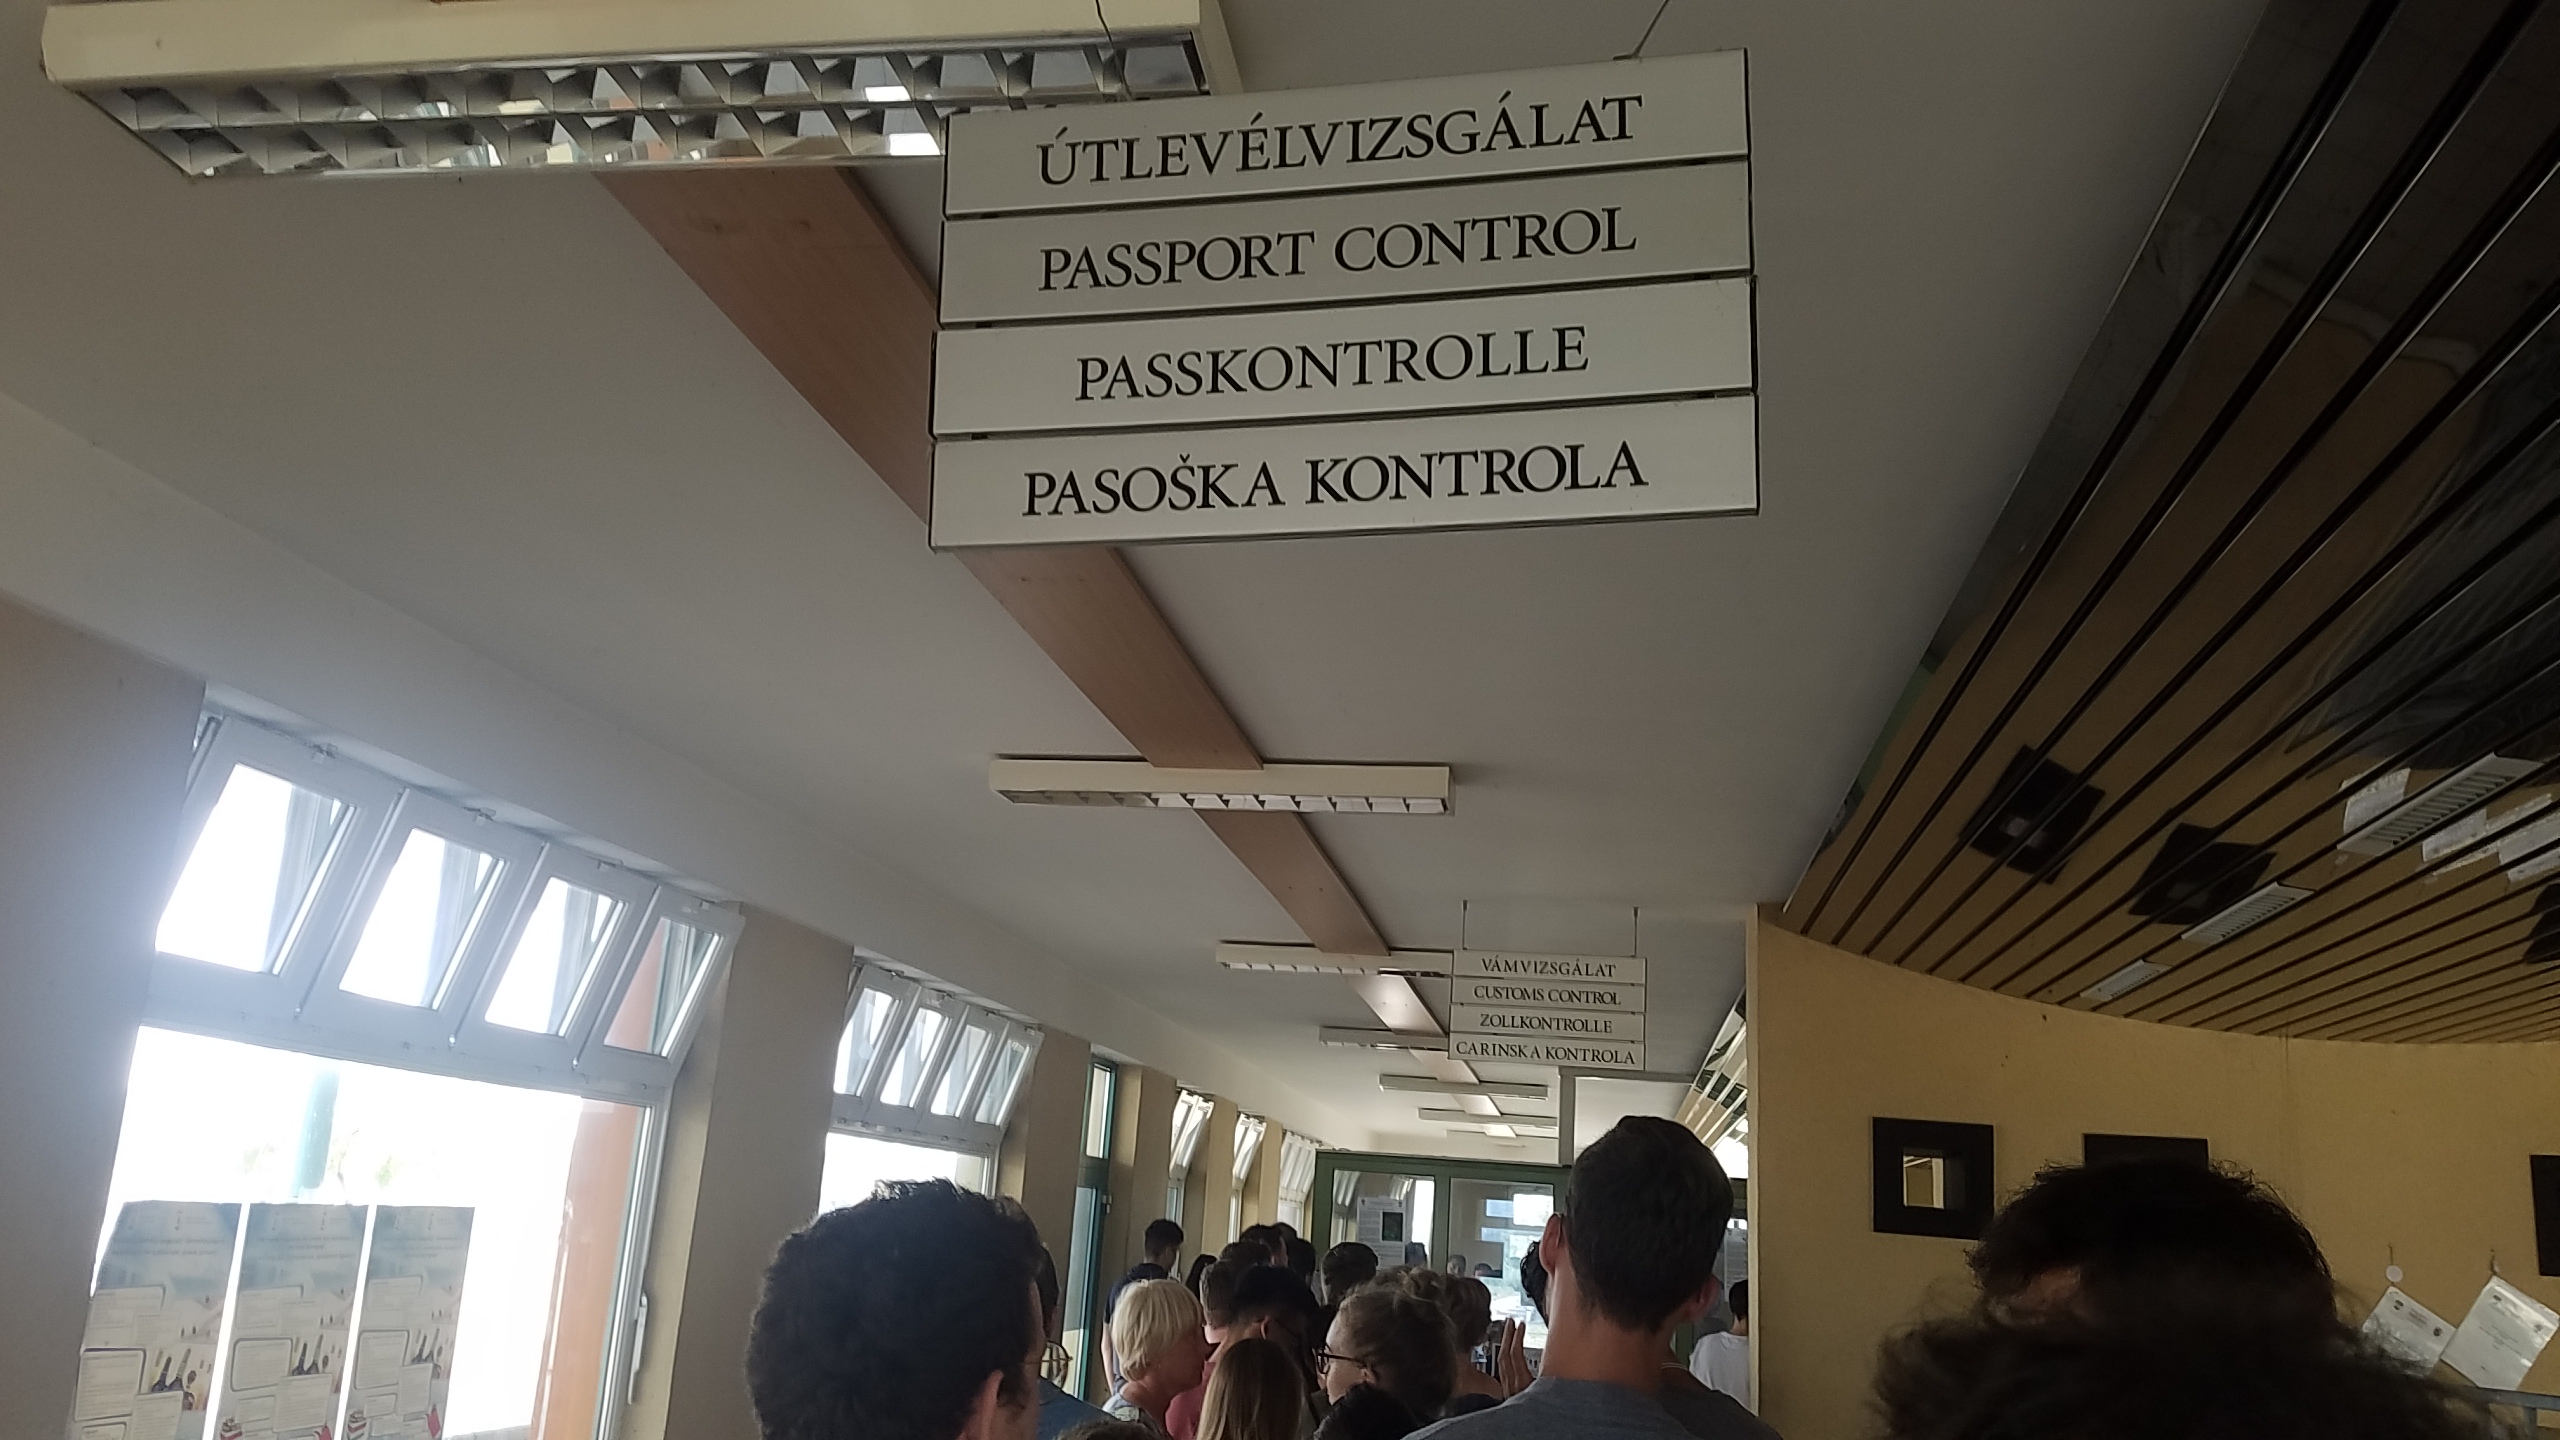 ÚTLEVÉLVIZSGÁLAT
PASSPORT CONTROL
PASSKONTROLLE
PASOŠKA KONTROLA
VÁMVIZSGÁLAT
CUSTOMS CONTROL
ZOLLKONTROLLE
CARINSKA KONTROLA